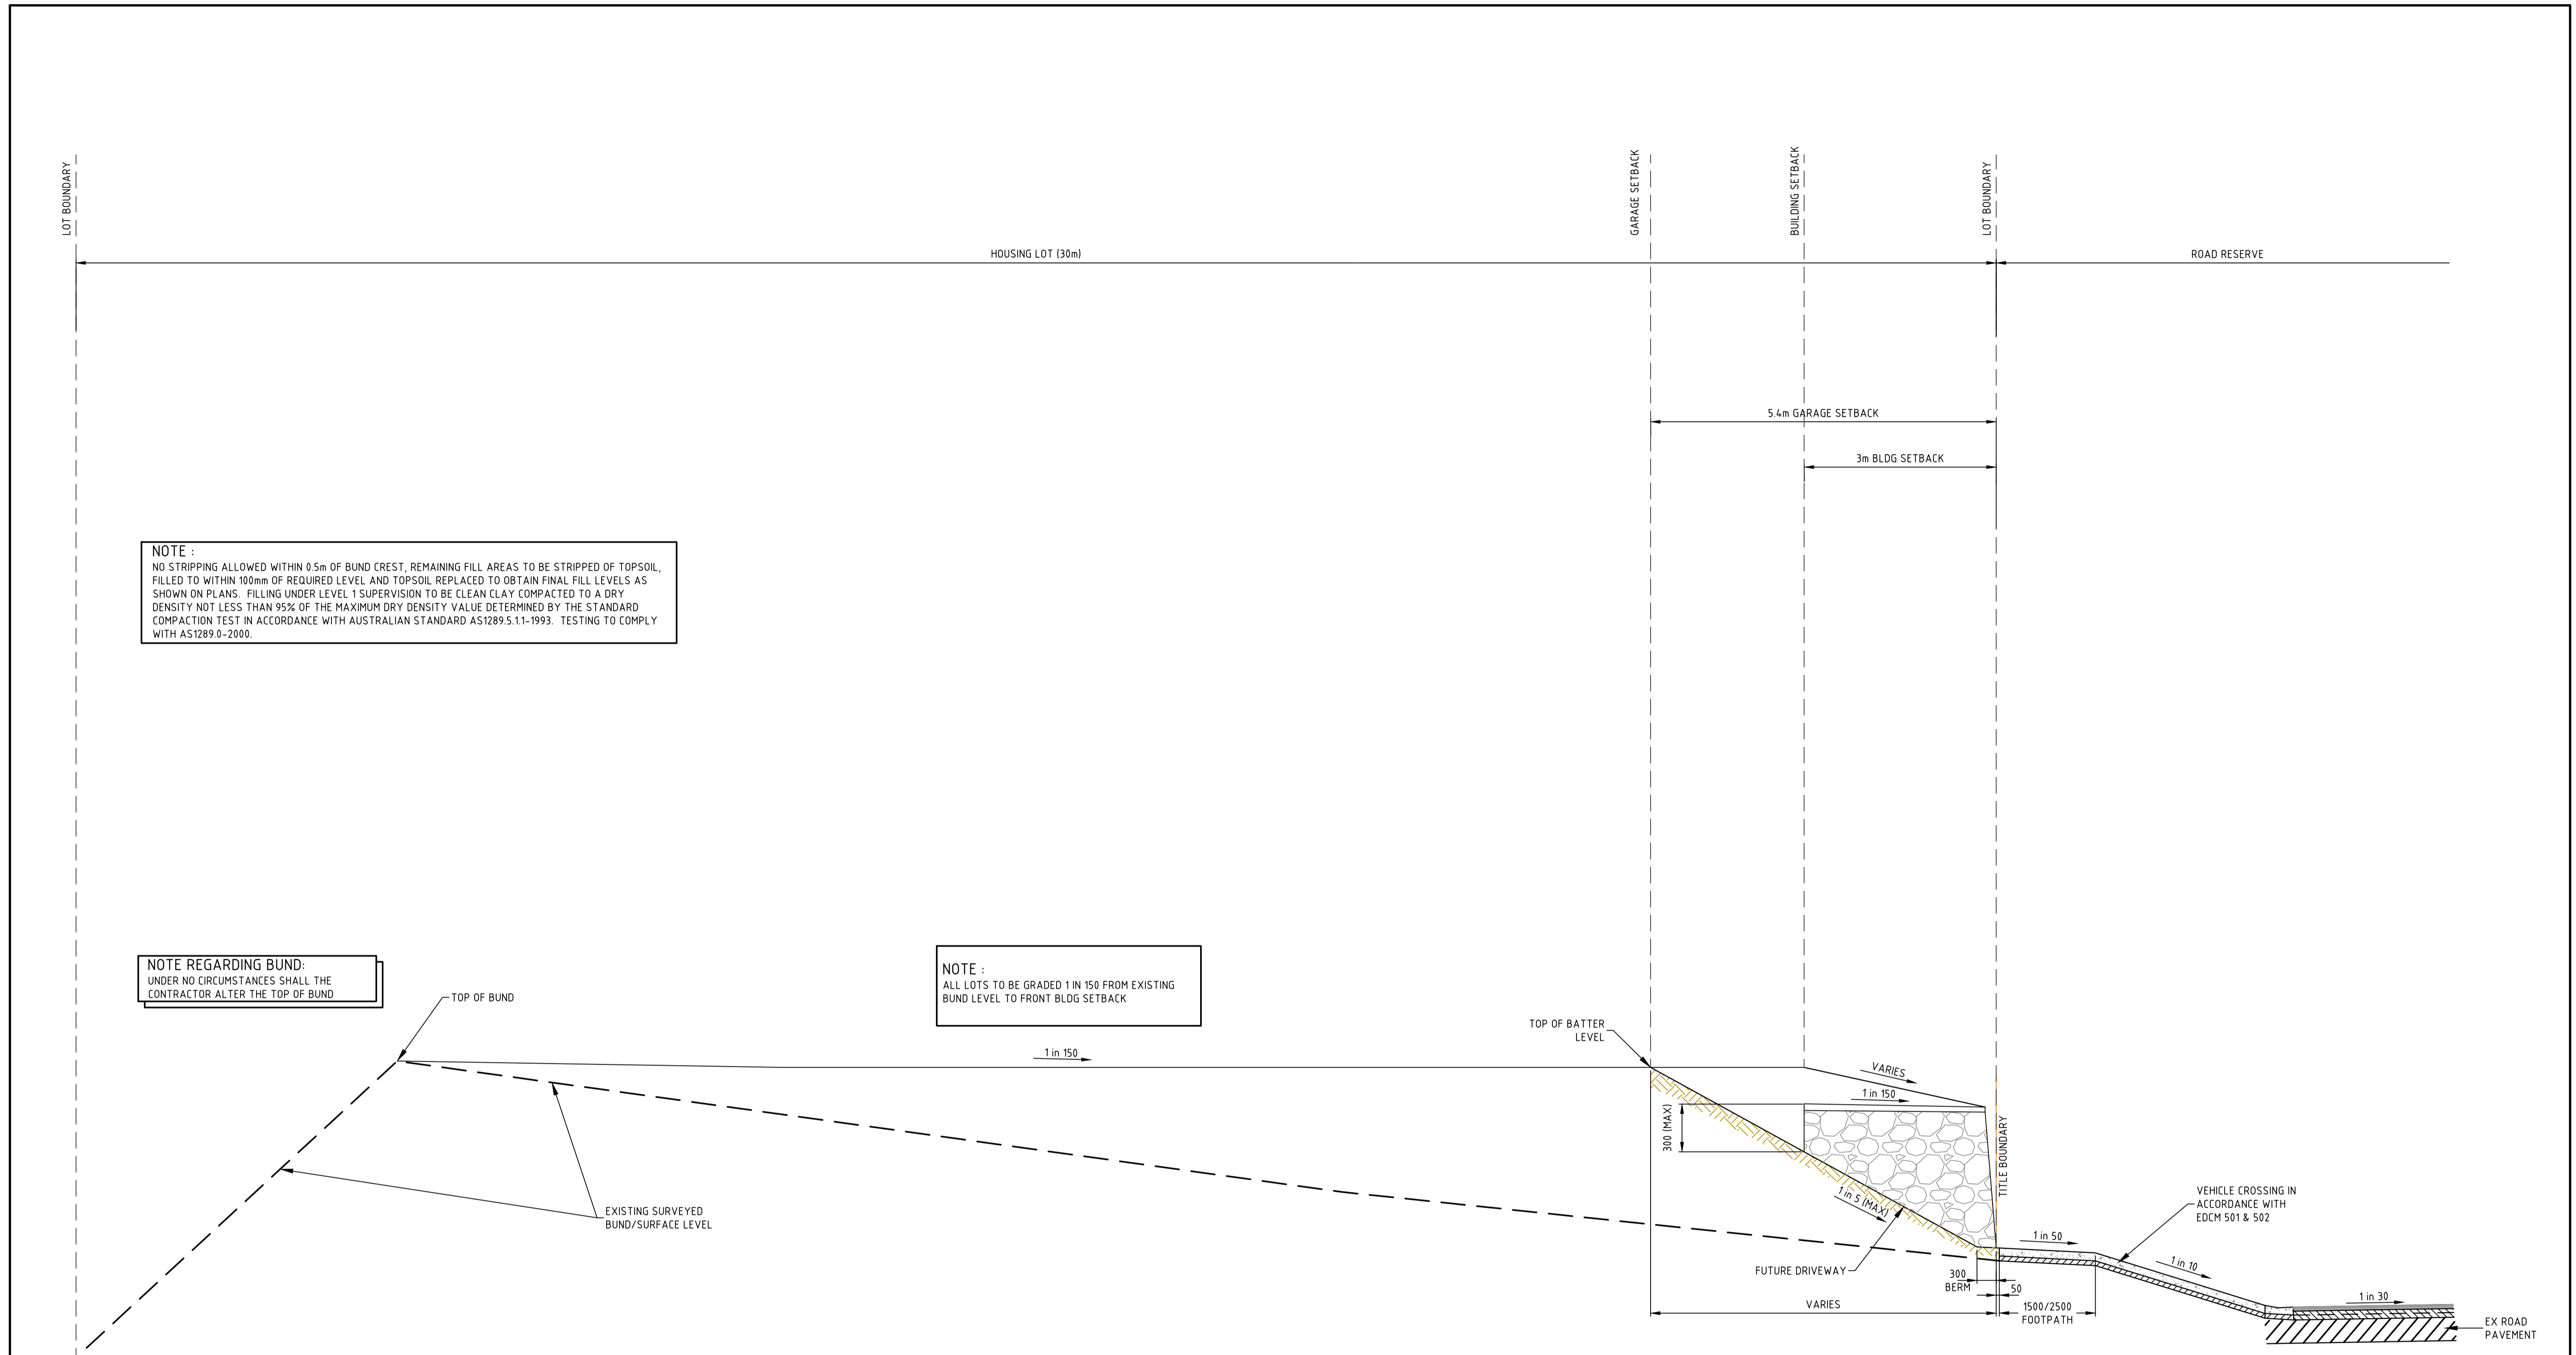 LOT BOUNDARY
GARAGE SETBACK
BUILDING SETBACK
LOT BOUNDARY
HOUSING LOT (30m)
ROAD RESERVE
5.4m GARAGE SETBACK
3m BLDG SETBACK
NOTE :
NO STRIPPING ALLOWED WITHIN 0.5m OF BUND CREST, REMAINING FILL AREAS TO BE STRIPPED OF TOPSOIL,
FILLED TO WITHIN 100mm OF REQUIRED LEVEL AND TOPSOIL REPLACED TO OBTAIN FINAL FILL LEVELS AS
SHOWN ON PLANS. FILLING UNDER LEVEL 1 SUPERVISION TO BE CLEAN CLAY COMPACTED TO A DRY
DENSITY NOT LESS THAN 95% OF THE MAXIMUM DRY DENSITY VALUE DETERMINED BY THE STANDARD
COMPACTION TEST IN ACCORDANCE WITH AUSTRALIAN STANDARD AS1289.5.1.1-1993. TESTING TO COMPLY
WITH AS1289.0-2000.
NOTE REGARDING BUND:
UNDER NO CIRCUMSTANCES SHALL THE
CONTRACTOR ALTER THE TOP OF BUND
TOP OF BUND
NOTE :
ALL LOTS TO BE GRADED 1 IN 150 FROM EXISTING
BUND LEVEL TO FRONT BLDG SETBACK
1 in 150
TOP OF BATTER
LEVEL
VARIES
1 in 150
300 (MAX)
TITLE BOUNDARY
1 in 5 (MAX)
EXISTING SURVEYED
BUND/SURFACE LEVEL
VEHICLE CROSSING IN
ACCORDANCE WITH
EDCM 501 & 502
1 in 50
1 in 10
FUTURE DRIVEWAY
300
BERM
50
VARIES
1500/2500
FOOTPATH
1 in 30
EX ROAD
PAVEMENT